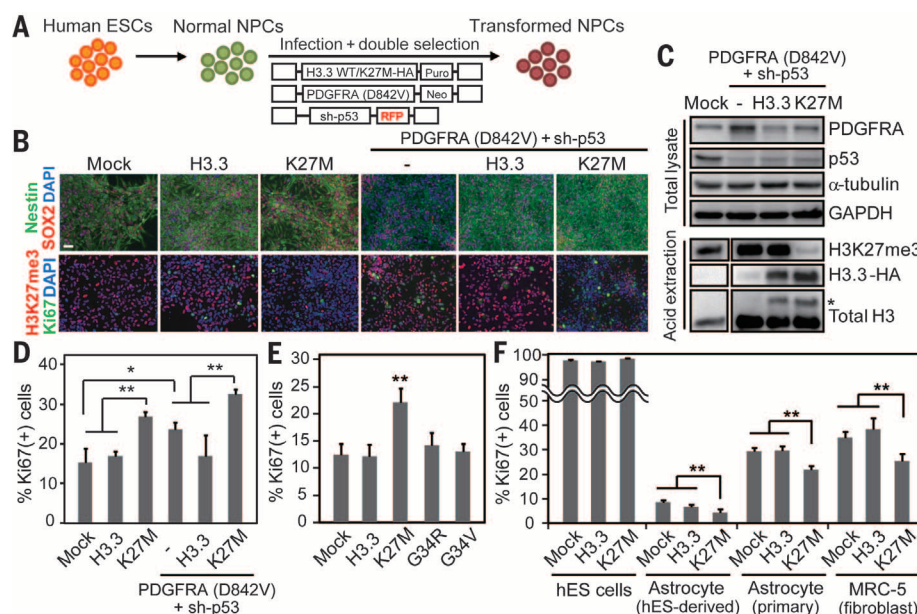 A
Human ESCs
Normal NPCs
Transformed NPCs
Infection + double selection
H3.3 WT/K27M-HA
Puro
PDGFRA (D842V)
Neo
sh-p53
RFP
B
PDGFRA (D842V) + sh-p53
Mock
H3.3
K27M
-
H3.3
K27M
Nestin
SOX2 DAPI
H3K27me3
Ki67 DAPI
C
PDGFRA (D842V)
+ sh-p53
Mock
-
H3.3
K27M
Total lysate
PDGFRA
p53
α-tubulin
GAPDH
Acid extraction
H3K27me3
H3.3-HA
*
Total H3
D
% Ki67(+) cells
40
30
20
10
0
*
**
**
Mock
H3.3
K27M
-
H3.3
K27M
PDGFRA (D842V)
+ sh-p53
E
% Ki67(+) cells
30
25
20
15
10
5
0
**
Mock
H3.3
K27M
G34R
G34V
F
% Ki67(+) cells
100
90
50
40
30
20
10
0
**
**
**
Mock
H3.3
K27M
Mock
H3.3
K27M
Mock
H3.3
K27M
Mock
H3.3
K27M
hES cells
Astrocyte
(hES-derived)
Astrocyte
(primary)
MRC-5
(fibroblast)